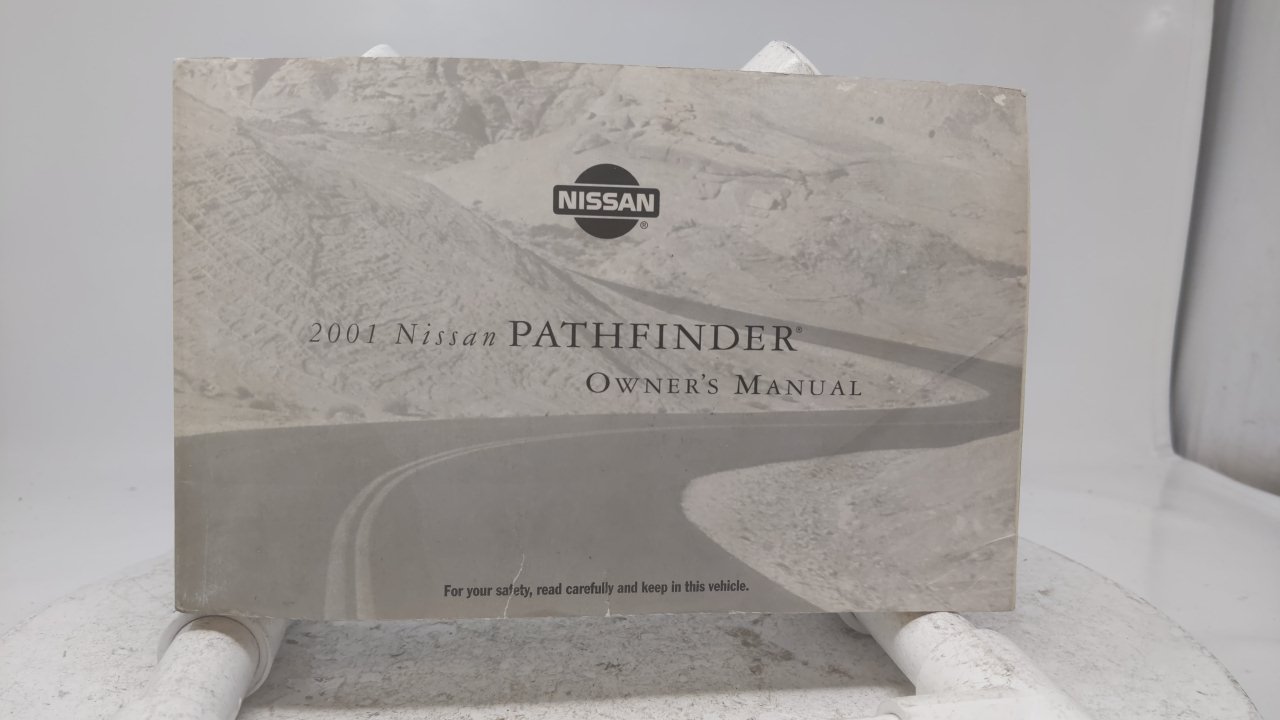 NISSAN®
2001 Nissan PATHFINDER®
OWNER'S MANUAL
For your safety, read carefully and keep in this vehicle.